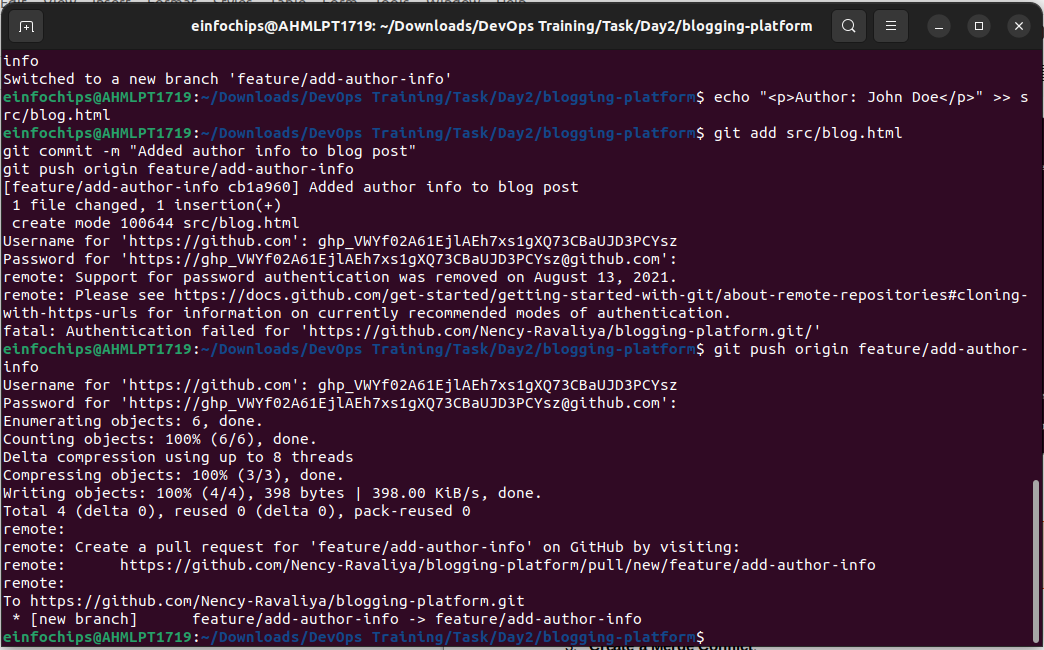 einfochips@AHMLPT1719: ~/Downloads/DevOps Training/Task/Day2/blogging-platform
info
Switched to a new branch 'feature/add-author-info'
einfochips@AHMLPT1719:~/Downloads/DevOps Training/Task/Day2/blogging-platform$ echo "<p>Author: John Doe</p>" >> s
rc/blog.html
einfochips@AHMLPT1719:~/Downloads/DevOps Training/Task/Day2/blogging-platform$ git add src/blog.html
git commit -m "Added author info to blog post"
git push origin feature/add-author-info
[feature/add-author-info cb1a960] Added author info to blog post
 1 file changed, 1 insertion(+)
 create mode 100644 src/blog.html
Username for 'https://github.com': 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
Password for 'https://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@github.com':
remote: Support for password authentication was removed on August 13, 2021.
remote: Please see https://docs.github.com/get-started/getting-started-with-git/about-remote-repositories#cloning-
with-https-urls for information on currently recommended modes of authentication.
fatal: Authentication failed for 'https://github.com/Nency-Ravaliya/blogging-platform.git/'
einfochips@AHMLPT1719:~/Downloads/DevOps Training/Task/Day2/blogging-platform$ git push origin feature/add-author-
info
Username for 'https://github.com': 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
Password for 'https://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@github.com':
Enumerating objects: 6, done.
Counting objects: 100% (6/6), done.
Delta compression using up to 8 threads
Compressing objects: 100% (3/3), done.
Writing objects: 100% (4/4), 398 bytes | 398.00 KiB/s, done.
Total 4 (delta 0), reused 0 (delta 0), pack-reused 0
remote:
remote: Create a pull request for 'feature/add-author-info' on GitHub by visiting:
remote:      https://github.com/Nency-Ravaliya/blogging-platform/pull/new/feature/add-author-info
remote:
To https://github.com/Nency-Ravaliya/blogging-platform.git
 * [new branch]      feature/add-author-info -> feature/add-author-info
einfochips@AHMLPT1719:~/Downloads/DevOps Training/Task/Day2/blogging-platform$